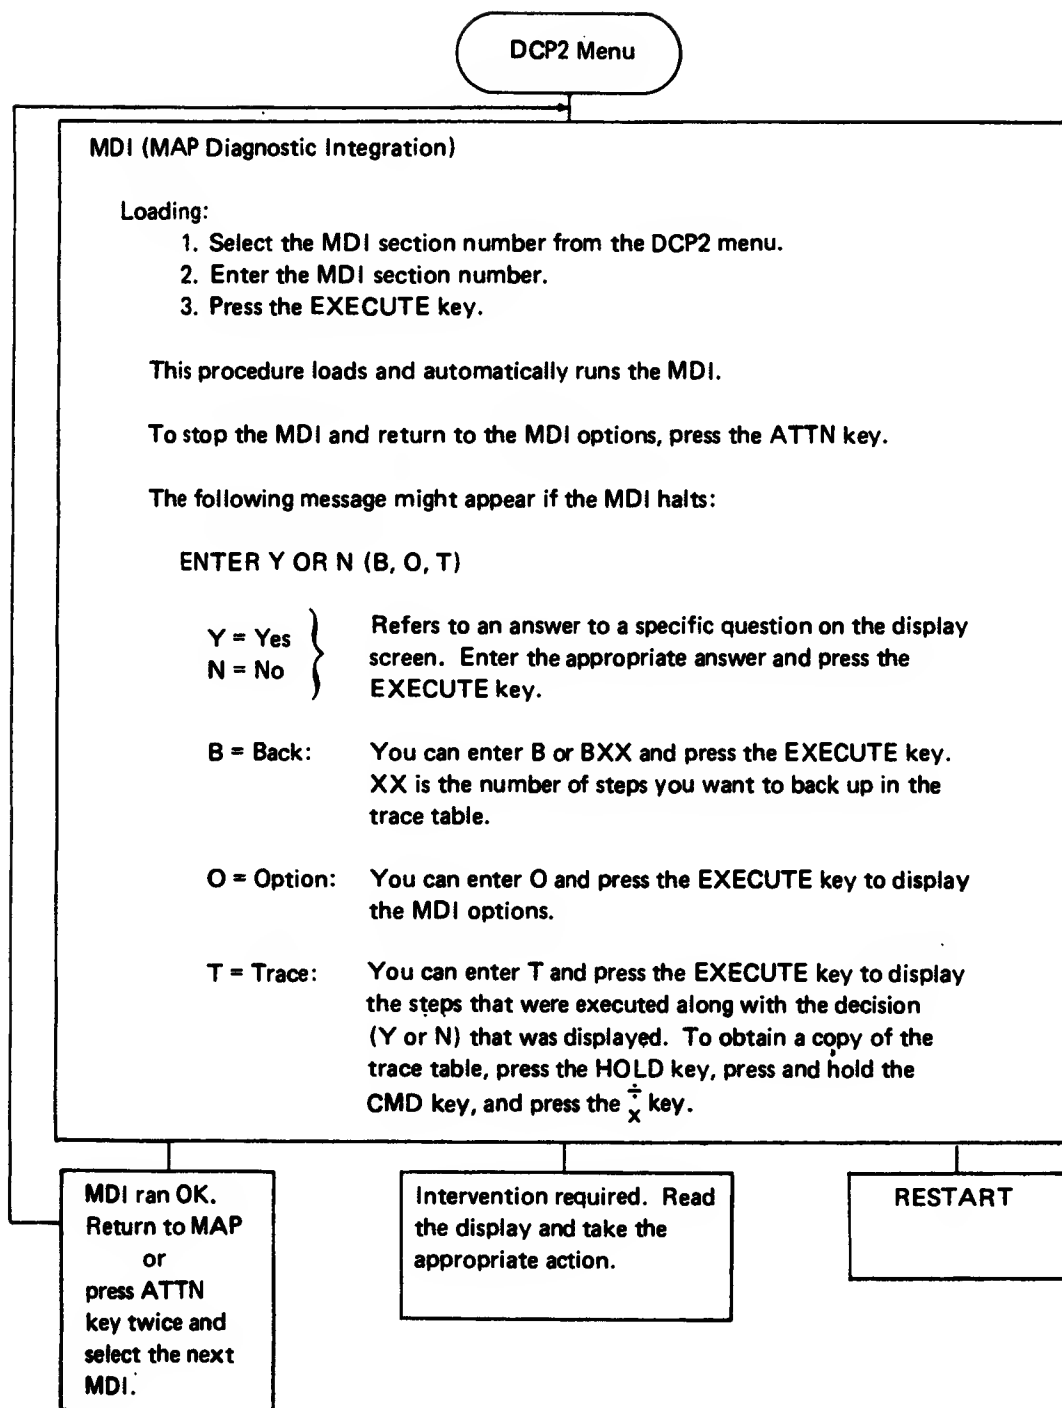 DCP2 Menu
MDI (MAP Diagnostic Integration)
Loading:
1. Select the MDI section number from the DCP2 menu.
2. Enter the MDI section number.
3. Press the EXECUTE key.
This procedure loads and automatically runs the MDI.
To stop the MDI and return to the MDI options, press the ATTN key.
The following message might appear if the MDI halts:
ENTER Y OR N (B, O, T)
Y = Yes
N = No
Refers to an answer to a specific question on the display
screen. Enter the appropriate answer and press the
EXECUTE key.
B = Back: You can enter B or BXX and press the EXECUTE key.
XX is the number of steps you want to back up in the
trace table.
O = Option: You can enter O and press the EXECUTE key to display
the MDI options.
T = Trace: You can enter T and press the EXECUTE key to display
the steps that were executed along with the decision
(Y or N) that was displayed. To obtain a copy of the
trace table, press the HOLD key, press and hold the
CMD key, and press the ÷ x key.
MDI ran OK.
Return to MAP
or
press ATTN
key twice and
select the next
MDI.
Intervention required. Read
the display and take the
appropriate action.
RESTART